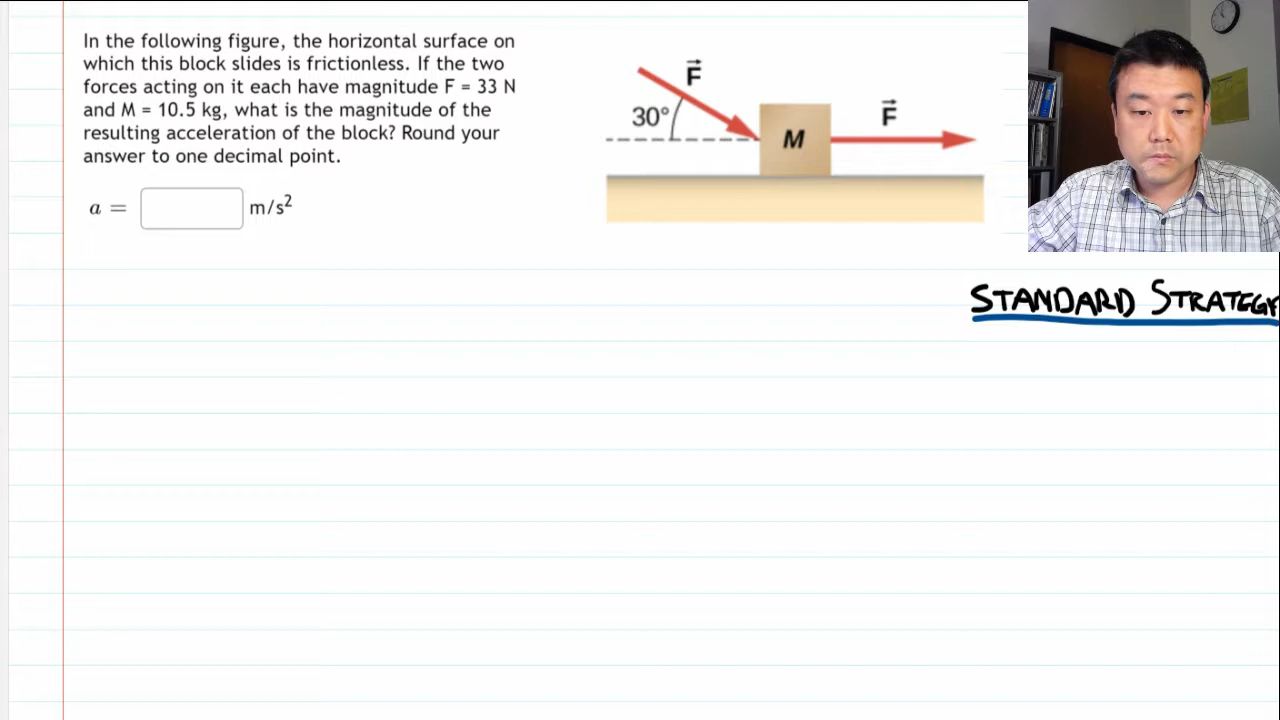 In the following figure, the horizontal surface on
which this block slides is frictionless. If the two
forces acting on it each have magnitude F = 33 N
and M = 10.5 kg, what is the magnitude of the
resulting acceleration of the block? Round your
answer to one decimal point.
a = m/s²
F⃗
30°
M
F⃗
STANDARD STRATEGY